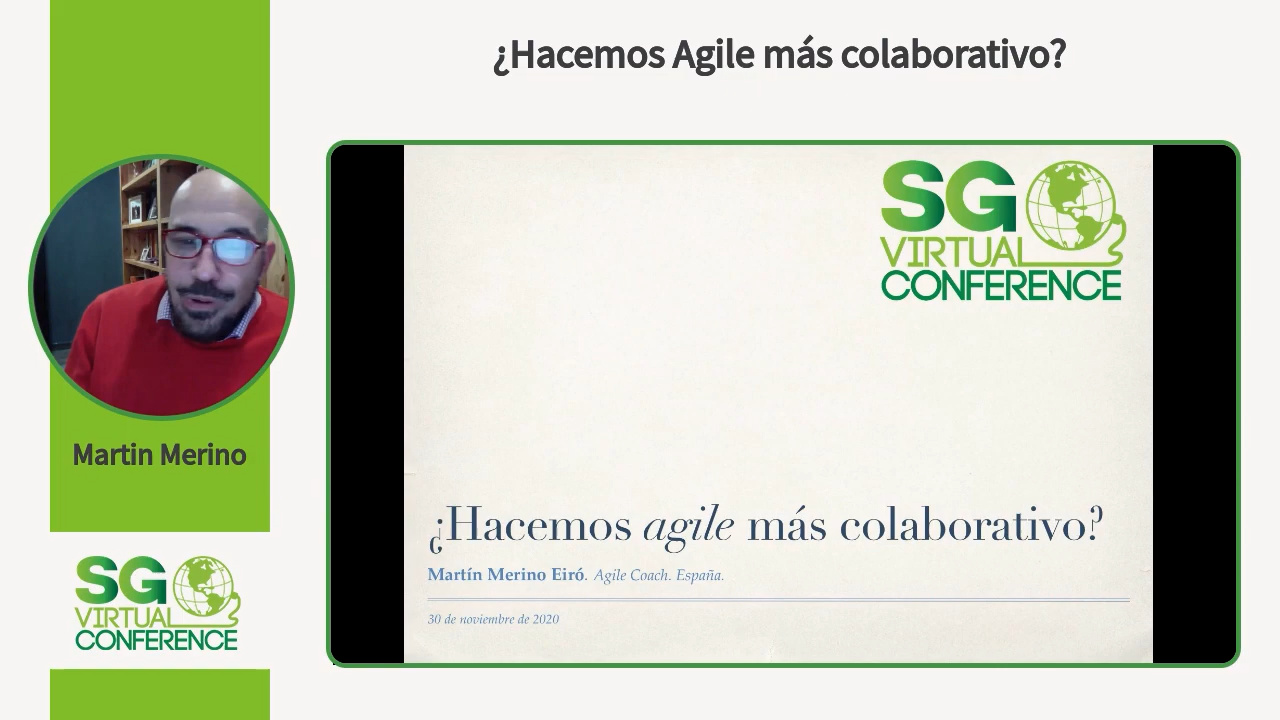 ¿Hacemos Agile más colaborativo?
SG
VIRTUAL
CONFERENCE
¿Hacemos agile más colaborativo?
Martín Merino Eiró. Agile Coach. España.
30 de noviembre de 2020
Martin Merino
SG
VIRTUAL
CONFERENCE